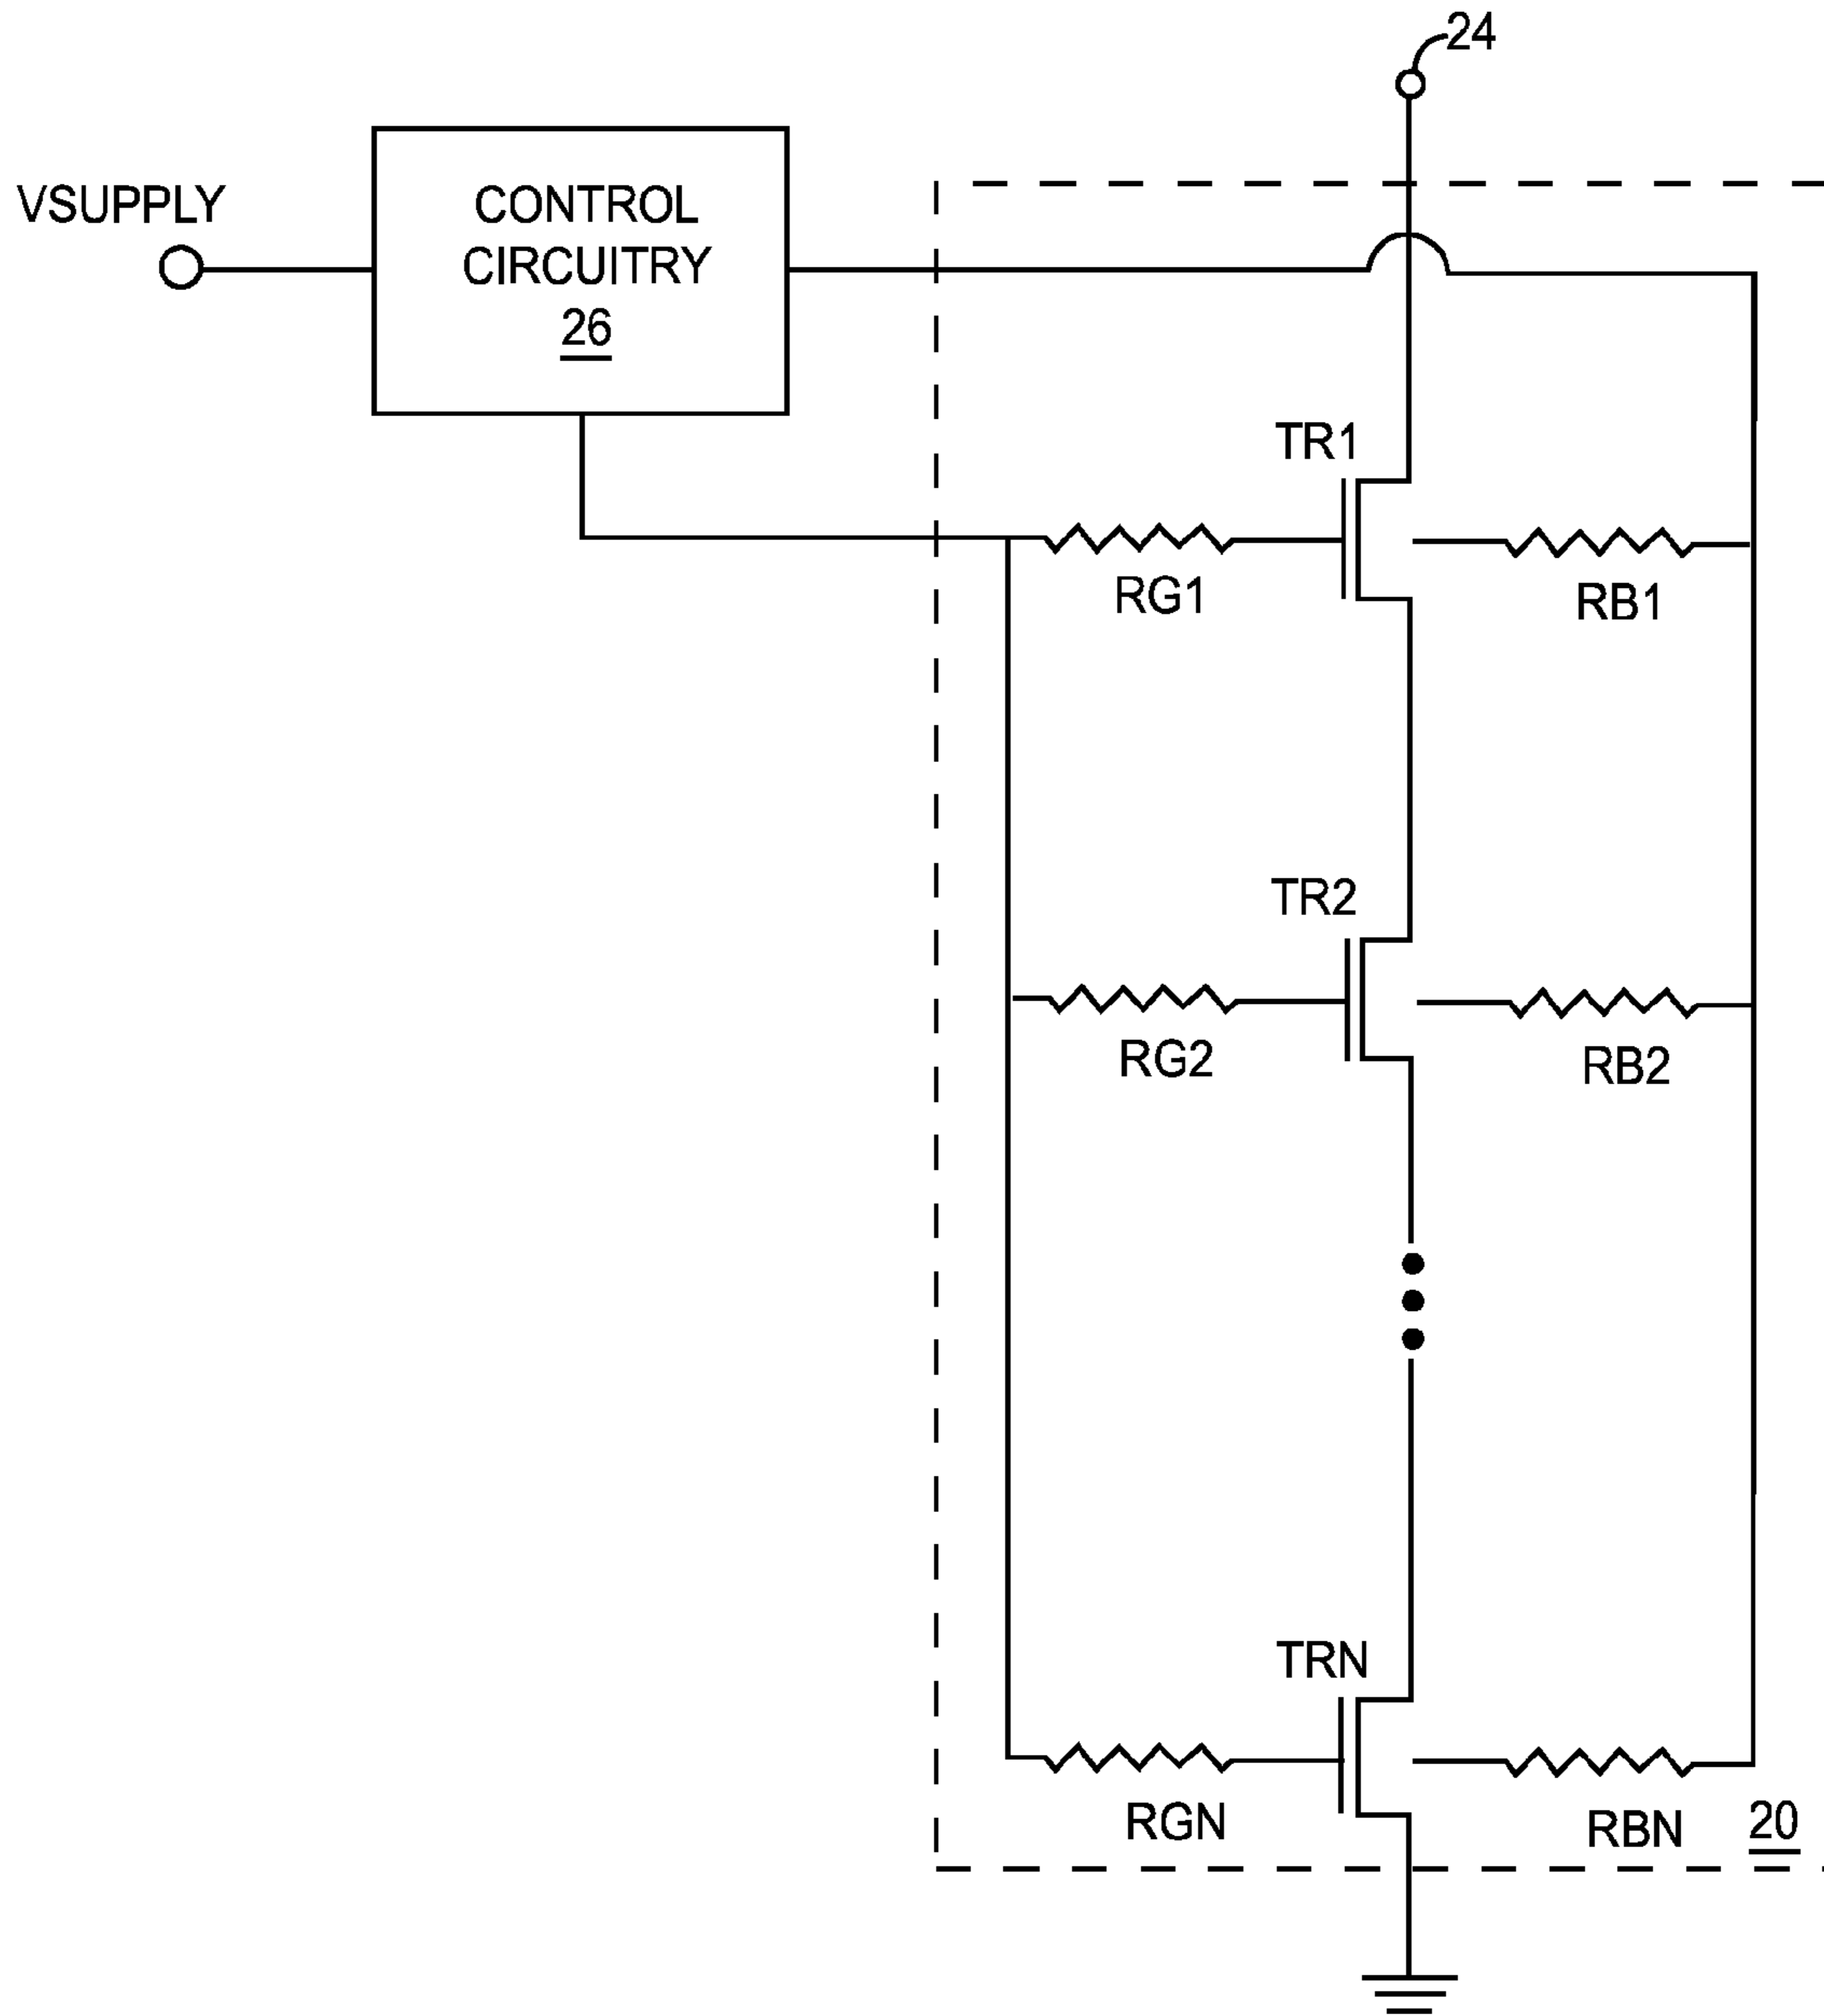 24
VSUPPLY
CONTROL
CIRCUITRY
26
TR1
RG1
RB1
TR2
RG2
RB2
TRN
RGN
RBN
20